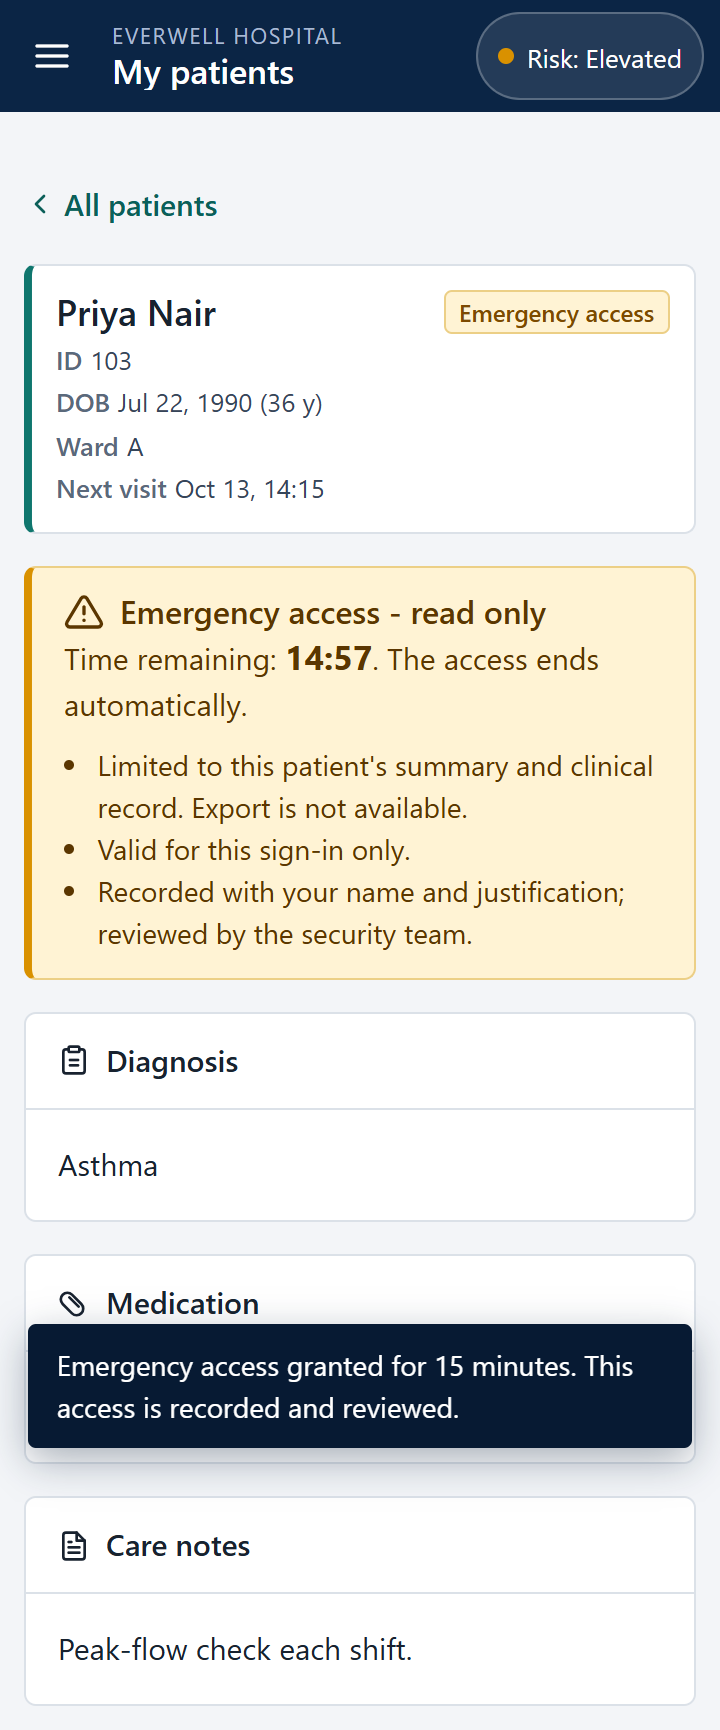 EVERWELL HOSPITAL
My patients
Risk: Elevated
All patients
Priya Nair
Emergency access
ID 103
DOB Jul 22, 1990 (36 y)
Ward A
Next visit Oct 13, 14:15
Emergency access - read only
Time remaining: 14:57. The access ends
automatically.
• Limited to this patient's summary and clinical
record. Export is not available.
• Valid for this sign-in only.
• Recorded with your name and justification;
reviewed by the security team.
Diagnosis
Asthma
Medication
Emergency access granted for 15 minutes. This
access is recorded and reviewed.
Care notes
Peak-flow check each shift.